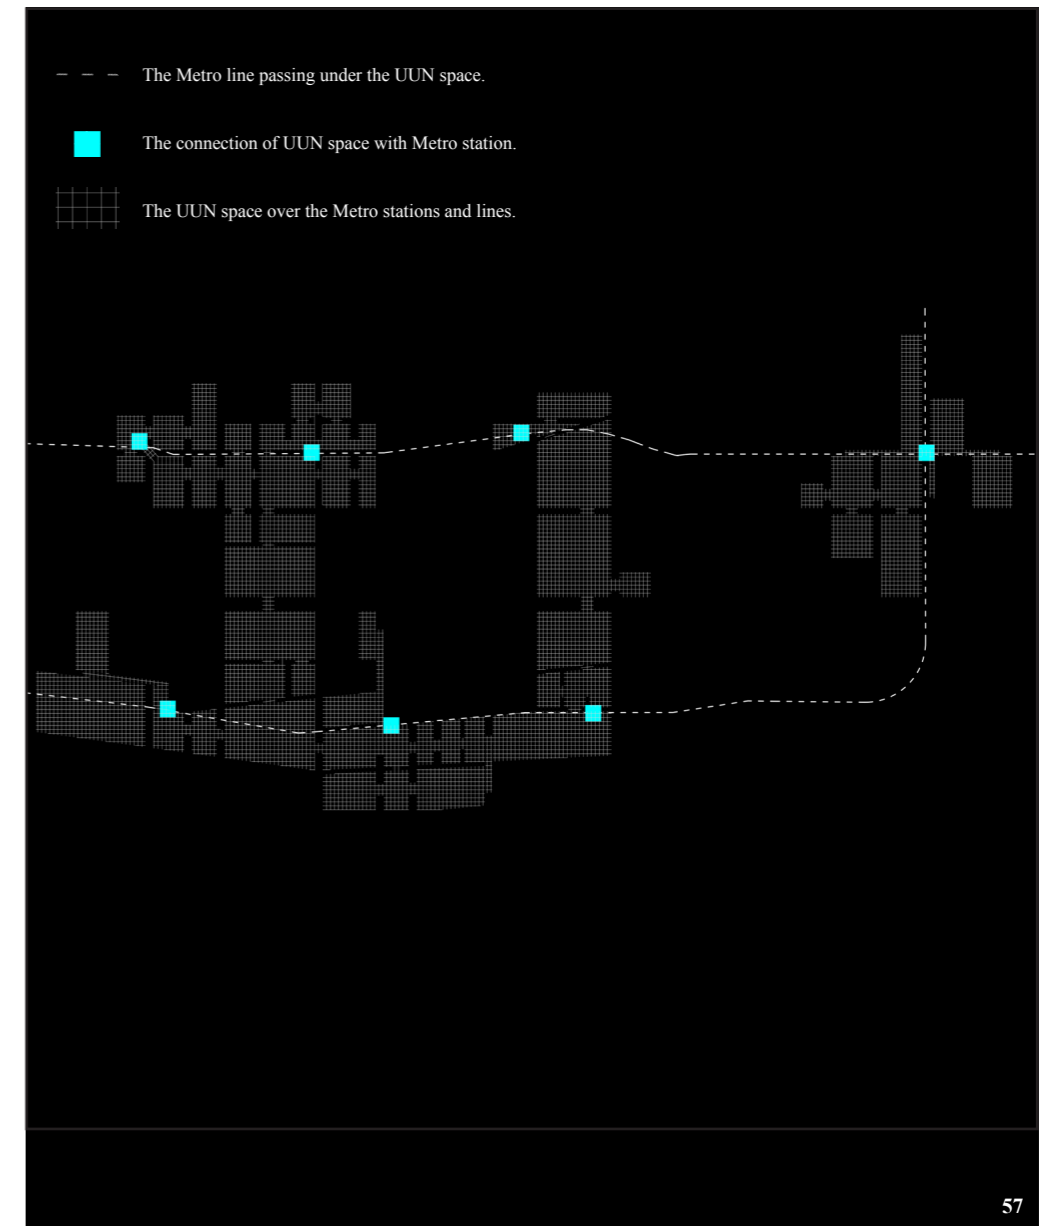 The Metro line passing under the UUN space.
The connection of UUN space with Metro station.
The UUN space over the Metro stations and lines.
57